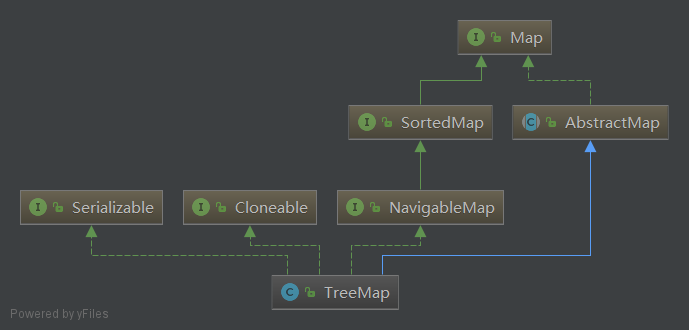 Map
SortedMap
AbstractMap
Serializable
Cloneable
NavigableMap
TreeMap
Powered by yFiles